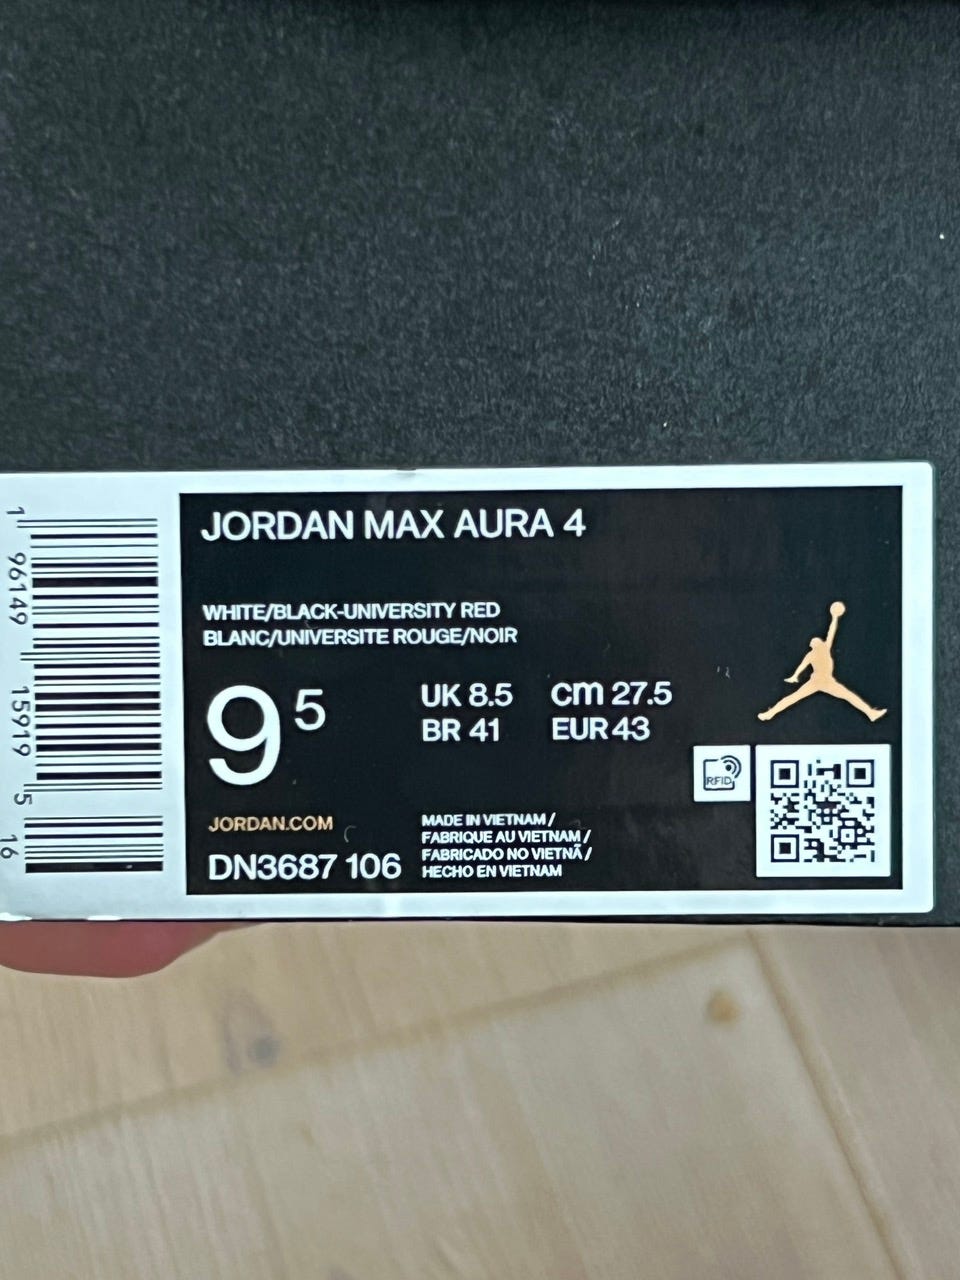 JORDAN MAX AURA 4
WHITE/BLACK-UNIVERSITY RED
BLANC/UNIVERSITE ROUGE/NOIR
9 5
UK 8.5 cm 27.5
BR 41 EUR 43
RFID
JORDAN.COM
DN3687 106
MADE IN VIETNAM /
FABRIQUE AU VIETNAM /
FABRICADO NO VIETNÃ /
HECHO EN VIETNAM
1 96149 15919 5 16